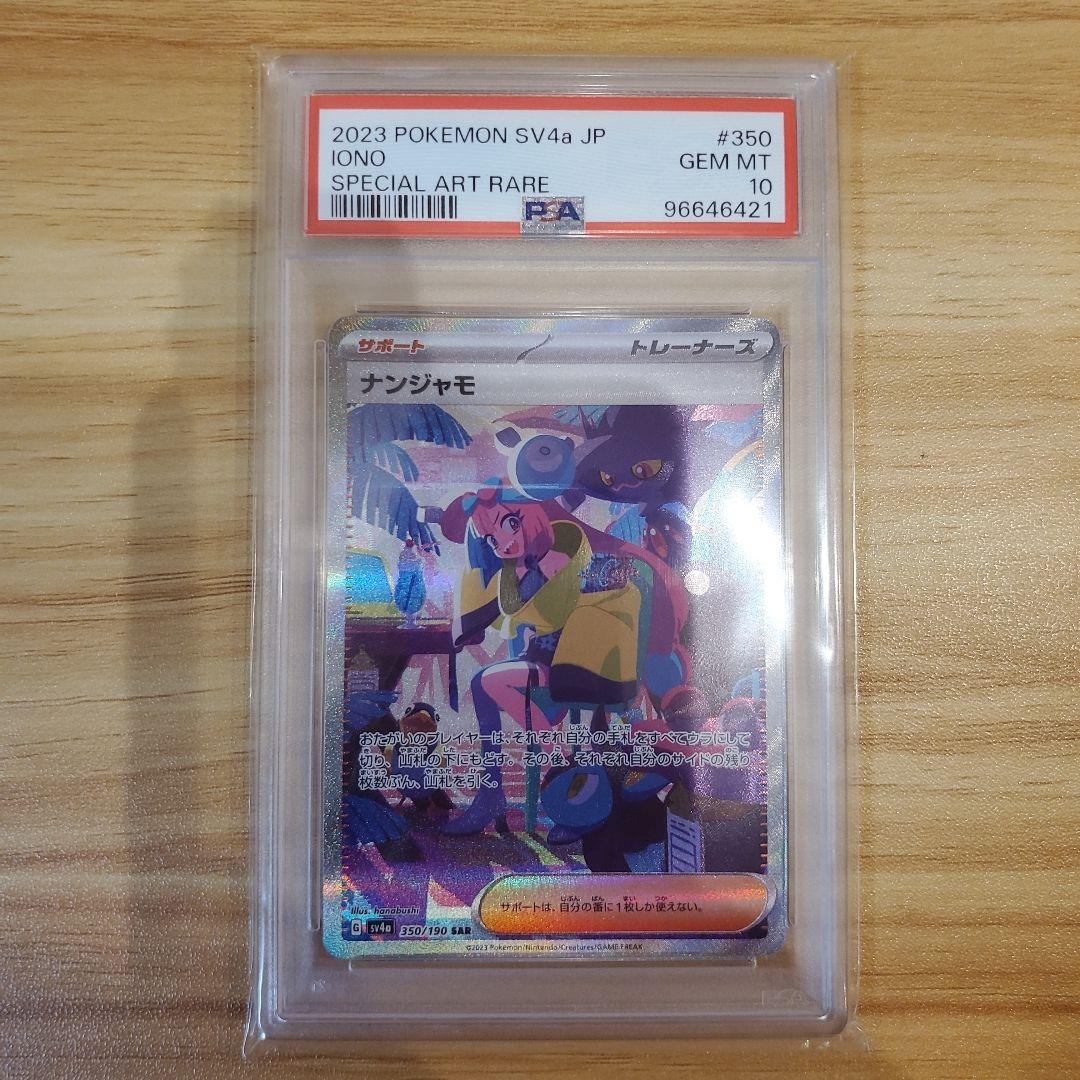 2023 POKEMON SV4a JP #350
IONO GEM MT
SPECIAL ART RARE 10
PSA 96646421
サポート トレーナーズ
ナンジャモ
おたがいのプレイヤーは、それぞれ自分の手札をすべてウラにして
切り、山札の下にもどす。その後、それぞれ自分のサイドの残り
枚数ぶん、山札を引く。
サポートは、自分の番に1枚しか使えない。
Illus. hanabushi
G sv4a 350/190 SAR
©2023 Pokémon/Nintendo/Creatures/GAME FREAK